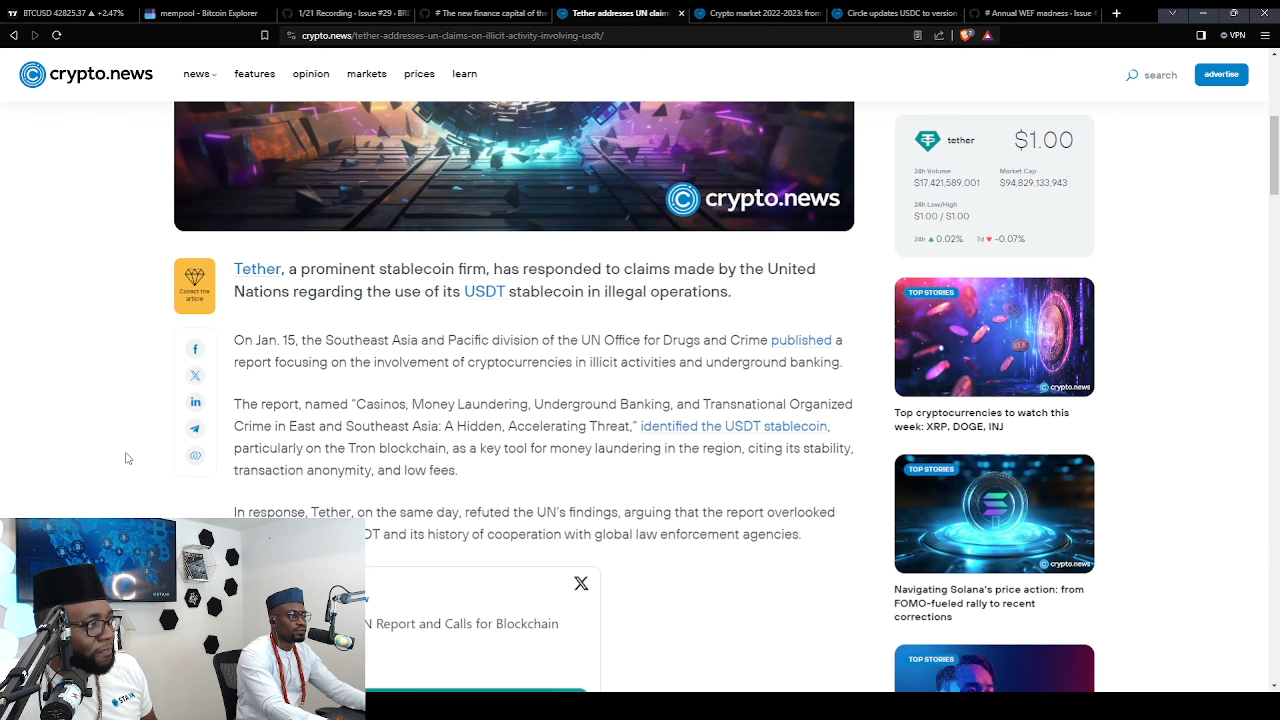 BTCUSD 42825.37 ▲ +2.47%
mempool - Bitcoin Explorer
1/21 Recording · Issue #29 · BRE
# The new finance capital of the
Tether addresses UN claim
Crypto market 2022-2023: from
Circle updates USDC to version
# Annual WEF madness · Issue
crypto.news/tether-addresses-un-claims-on-illicit-activity-involving-usdt/
VPN
crypto.news
news
features
opinion
markets
prices
learn
search
advertise
crypto.news
Collect the
article
Tether, a prominent stablecoin firm, has responded to claims made by the United
Nations regarding the use of its USDT stablecoin in illegal operations.
On Jan. 15, the Southeast Asia and Pacific division of the UN Office for Drugs and Crime published a
report focusing on the involvement of cryptocurrencies in illicit activities and underground banking.
The report, named “Casinos, Money Laundering, Underground Banking, and Transnational Organized
Crime in East and Southeast Asia: A Hidden, Accelerating Threat,” identified the USDT stablecoin,
particularly on the Tron blockchain, as a key tool for money laundering in the region, citing its stability,
transaction anonymity, and low fees.
In response, Tether, on the same day, refuted the UN’s findings, arguing that the report overlooked
DT and its history of cooperation with global law enforcement agencies.
N Report and Calls for Blockchain
tether
$1.00
24h Volume
Market Cap
$17,421,589,001
$94,829,133,943
24h Low/High
$1.00 / $1.00
24h ▲ 0.02%
7d ▼ -0.07%
TOP STORIES
crypto.news
Top cryptocurrencies to watch this
week: XRP, DOGE, INJ
TOP STORIES
crypto.news
Navigating Solana’s price action: from
FOMO-fueled rally to recent
corrections
TOP STORIES